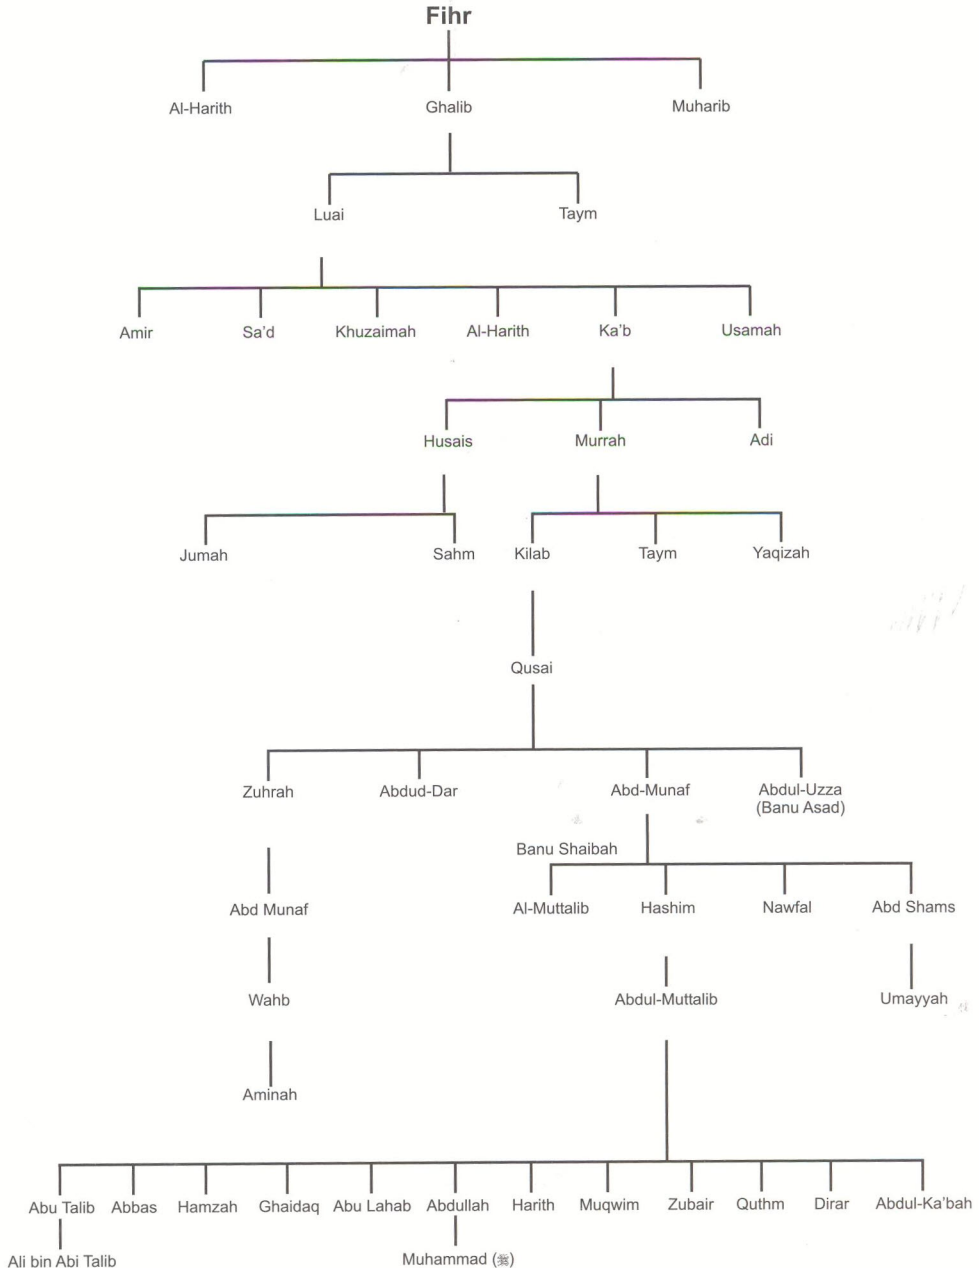 Fihr
Al-Harith Ghalib Muharib
Luai Taym
Amir Sa'd Khuzaimah Al-Harith Ka'b Usamah
Husais Murrah Adi
Jumah Sahm Kilab Taym Yaqizah
Qusai
Zuhrah Abdud-Dar Abd-Munaf Abdul-Uzza
(Banu Asad)
Banu Shaibah
Abd Munaf Al-Muttalib Hashim Nawfal Abd Shams
Wahb Abdul-Muttalib Umayyah
Aminah
Abu Talib Abbas Hamzah Ghaidaq Abu Lahab Abdullah Harith Muqwim Zubair Quthm Dirar Abdul-Ka'bah
Ali bin Abi Talib Muhammad (ﷺ)